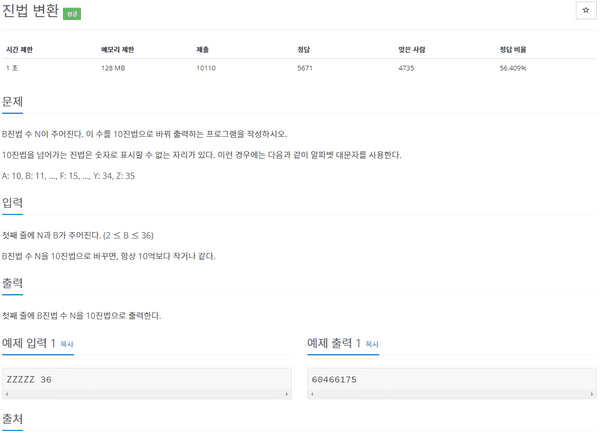 진법 변환 성공 ☆
시간 제한 메모리 제한 제출 정답 맞은 사람 정답 비율
1 초 128 MB 10110 5671 4735 56.409%
문제
B진법 수 N이 주어진다. 이 수를 10진법으로 바꿔 출력하는 프로그램을 작성하시오.
10진법을 넘어가는 진법은 숫자로 표시할 수 없는 자리가 있다. 이런 경우에는 다음과 같이 알파벳 대문자를 사용한다.
A: 10, B: 11, ..., F: 15, ..., Y: 34, Z: 35
입력
첫째 줄에 N과 B가 주어진다. (2 ≤ B ≤ 36)
B진법 수 N을 10진법으로 바꾸면, 항상 10억보다 작거나 같다.
출력
첫째 줄에 B진법 수 N을 10진법으로 출력한다.
예제 입력 1 복사
ZZZZZ 36
예제 출력 1 복사
60466175
출처